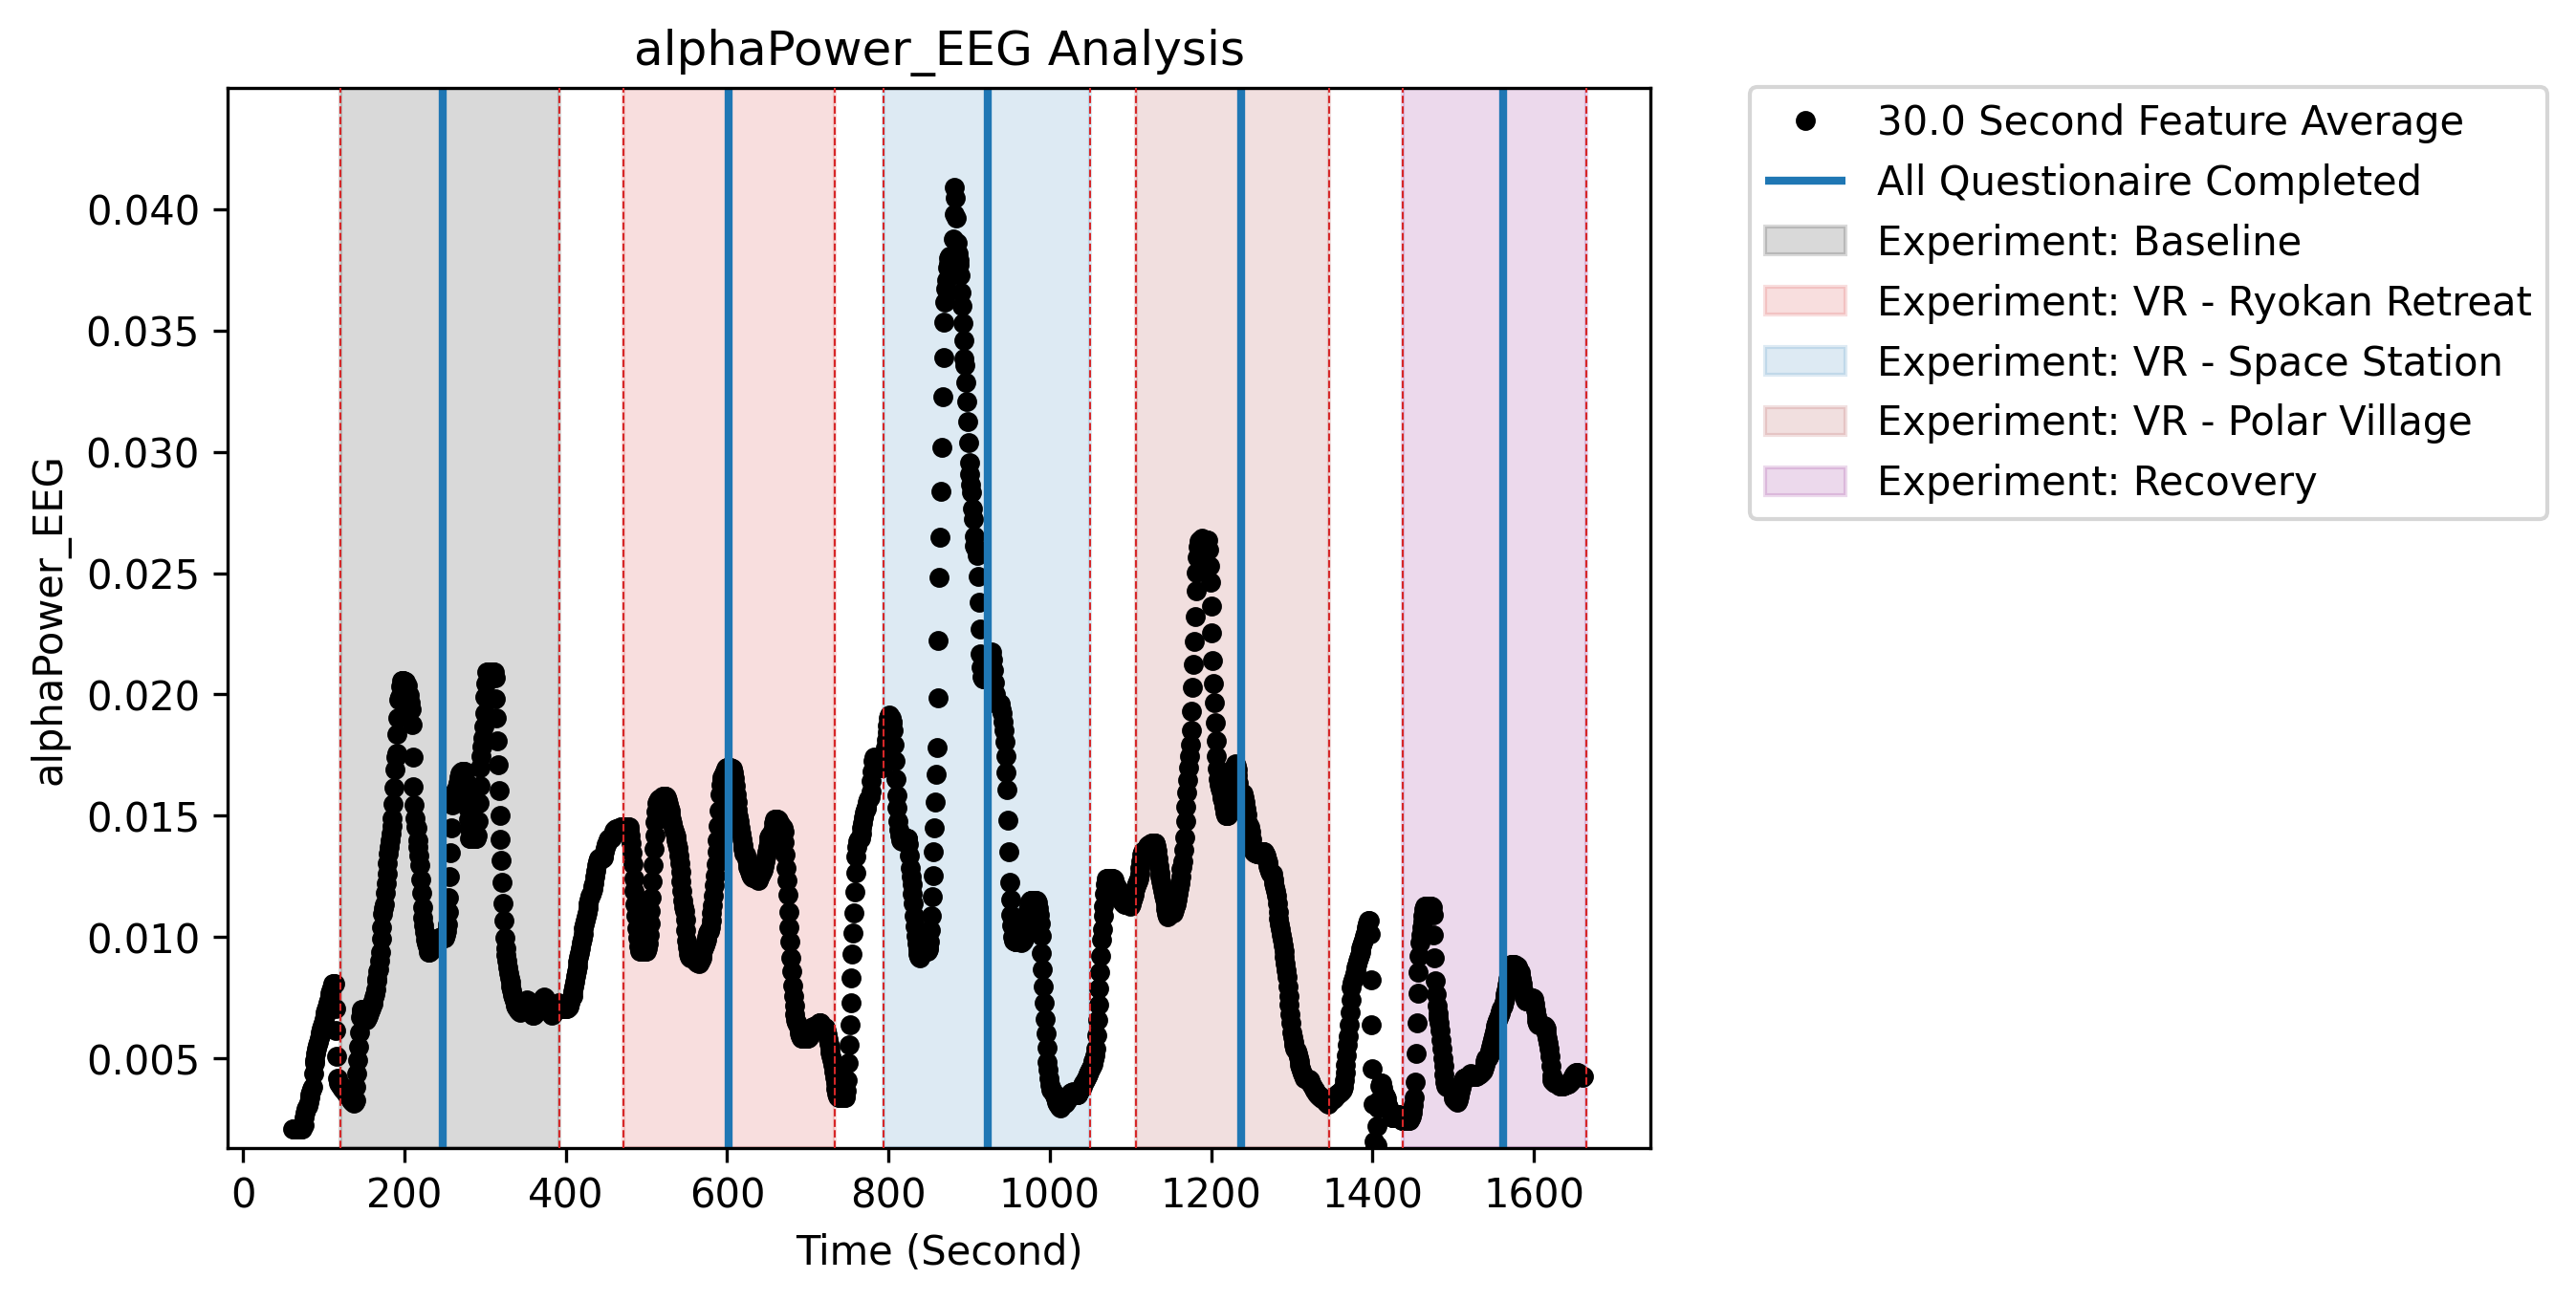 alphaPower_EEG Analysis
alphaPower_EEG
0.040
0.035
0.030
0.025
0.020
0.015
0.010
0.005
0 200 400 600 800 1000 1200 1400 1600
Time (Second)
30.0 Second Feature Average
All Questionaire Completed
Experiment: Baseline
Experiment: VR - Ryokan Retreat
Experiment: VR - Space Station
Experiment: VR - Polar Village
Experiment: Recovery